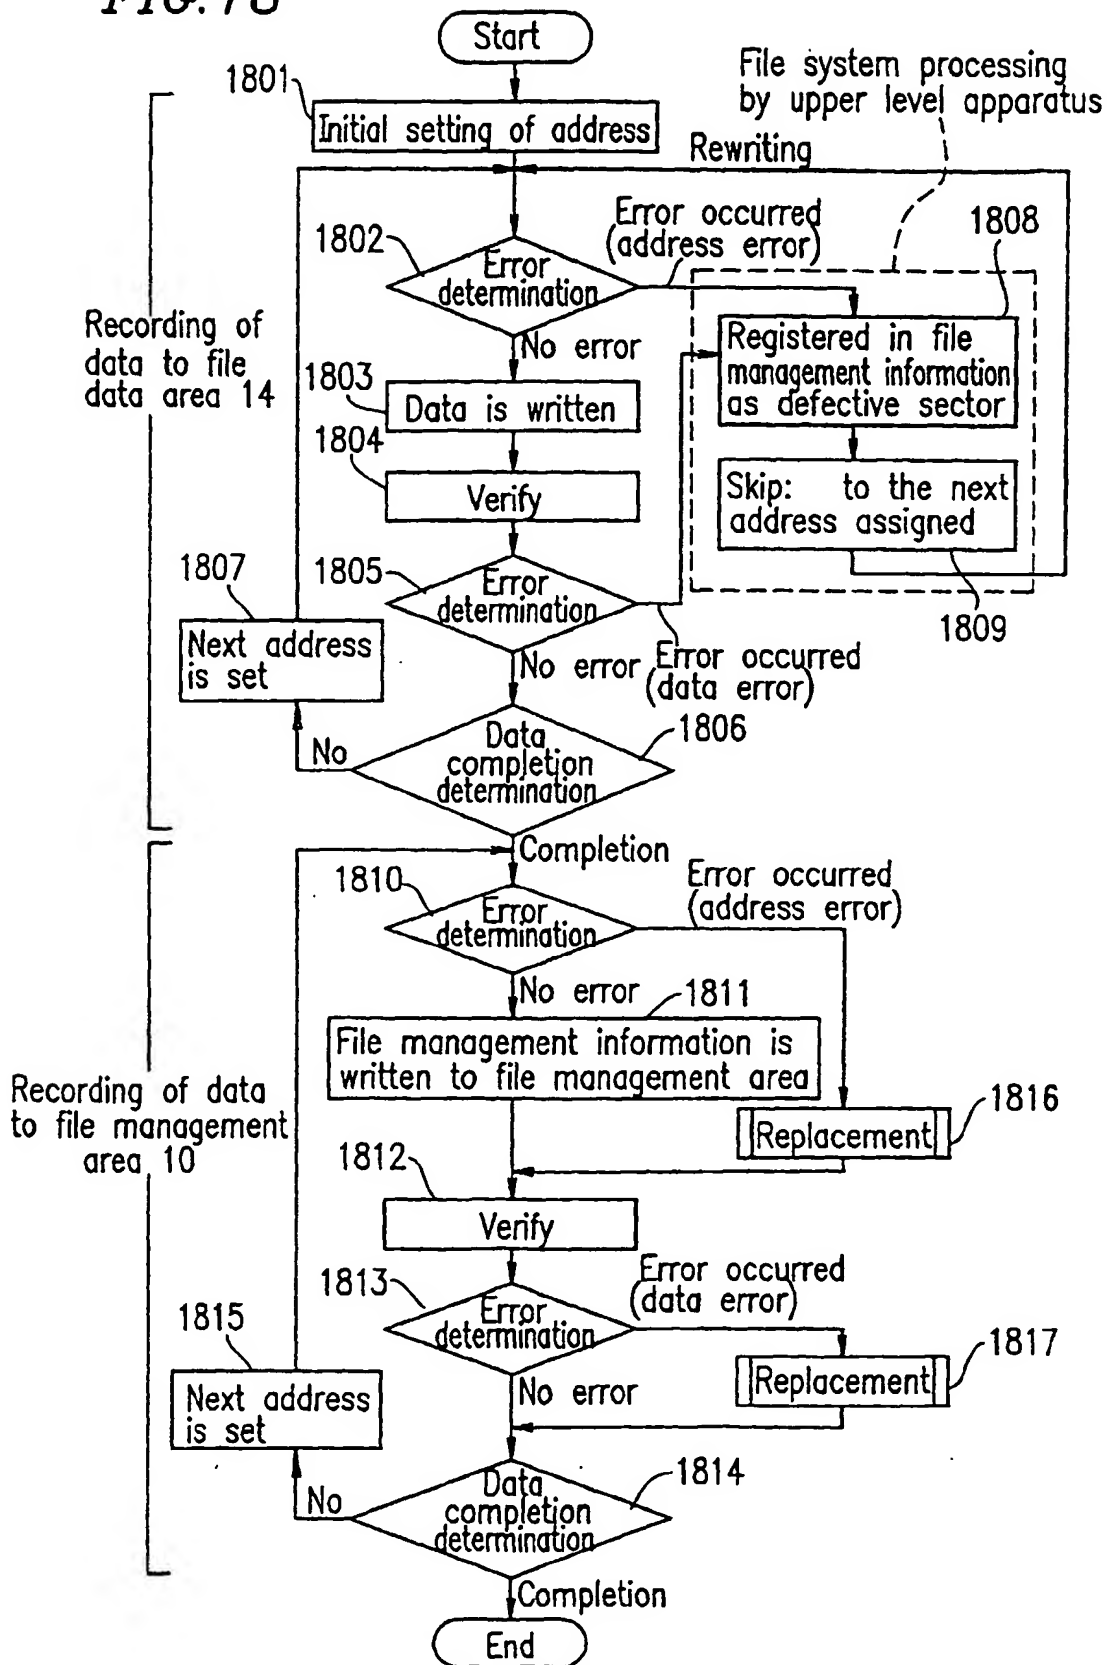 FIG. 18
Start
1801
Initial setting of address
File system processing
by upper level apparatus
Rewriting
1802
Error
determination
Error occurred
(address error)
1808
Registered in file
management information
as defective sector
No error
Recording of
data to file
data area 14
1803
Data is written
1804
Verify
Skip: to the next
address assigned
1809
1805
Error
determination
No error
Error occurred
(data error)
1807
Next address
is set
No
Data
completion
determination
1806
Completion
1810
Error
determination
Error occurred
(address error)
No error
1811
File management information is
written to file management area
Recording of data
to file management
area 10
Replacement
1816
1812
Verify
1813
Error
determination
Error occurred
(data error)
Replacement
1817
No error
1815
Next address
is set
No
Data
completion
determination
1814
Completion
End